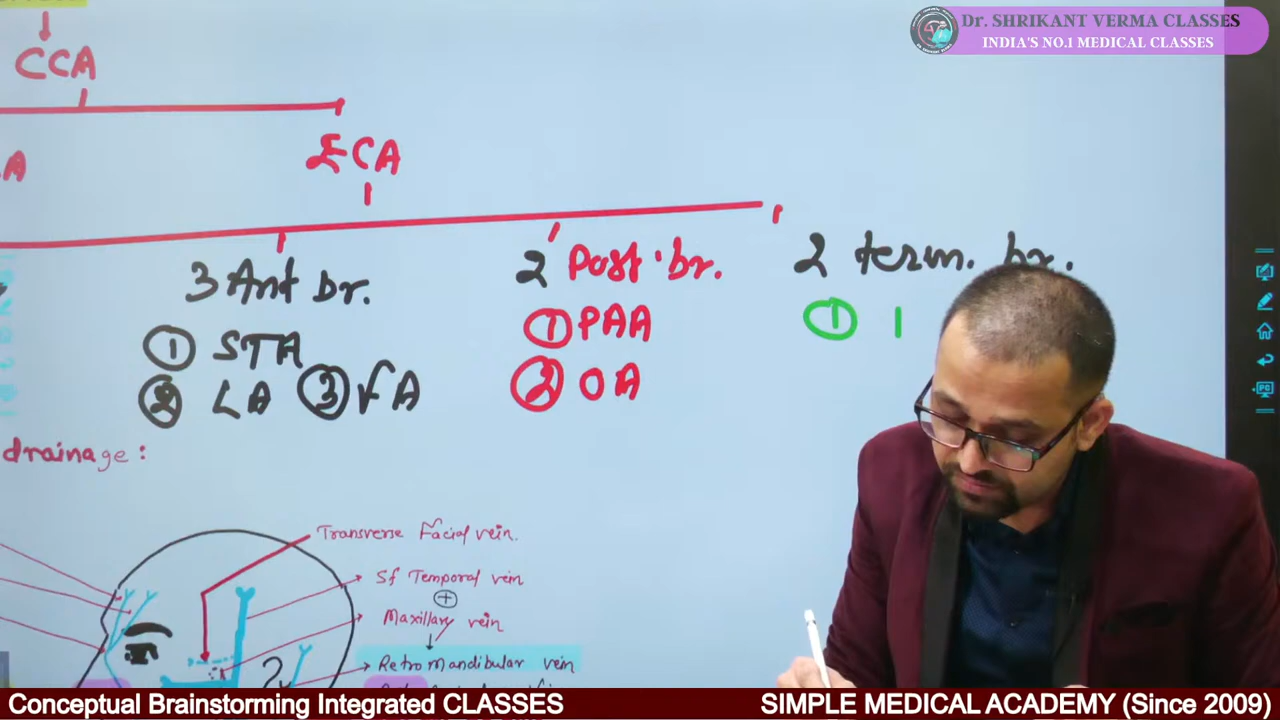 Dr. SHRIKANT VERMA CLASSES
INDIA'S NO.1 MEDICAL CLASSES
CCA
A
ECA
3 Ant br.
① STA
② LA ③ FA
2 Post. br.
① PAA
② OA
2 term. br.
①
drainage:
Transverse Facial vein.
Sf Temporal vein
+
Maxillary vein
Retromandibular vein
Conceptual Brainstorming Integrated CLASSES
SIMPLE MEDICAL ACADEMY (Since 2009)